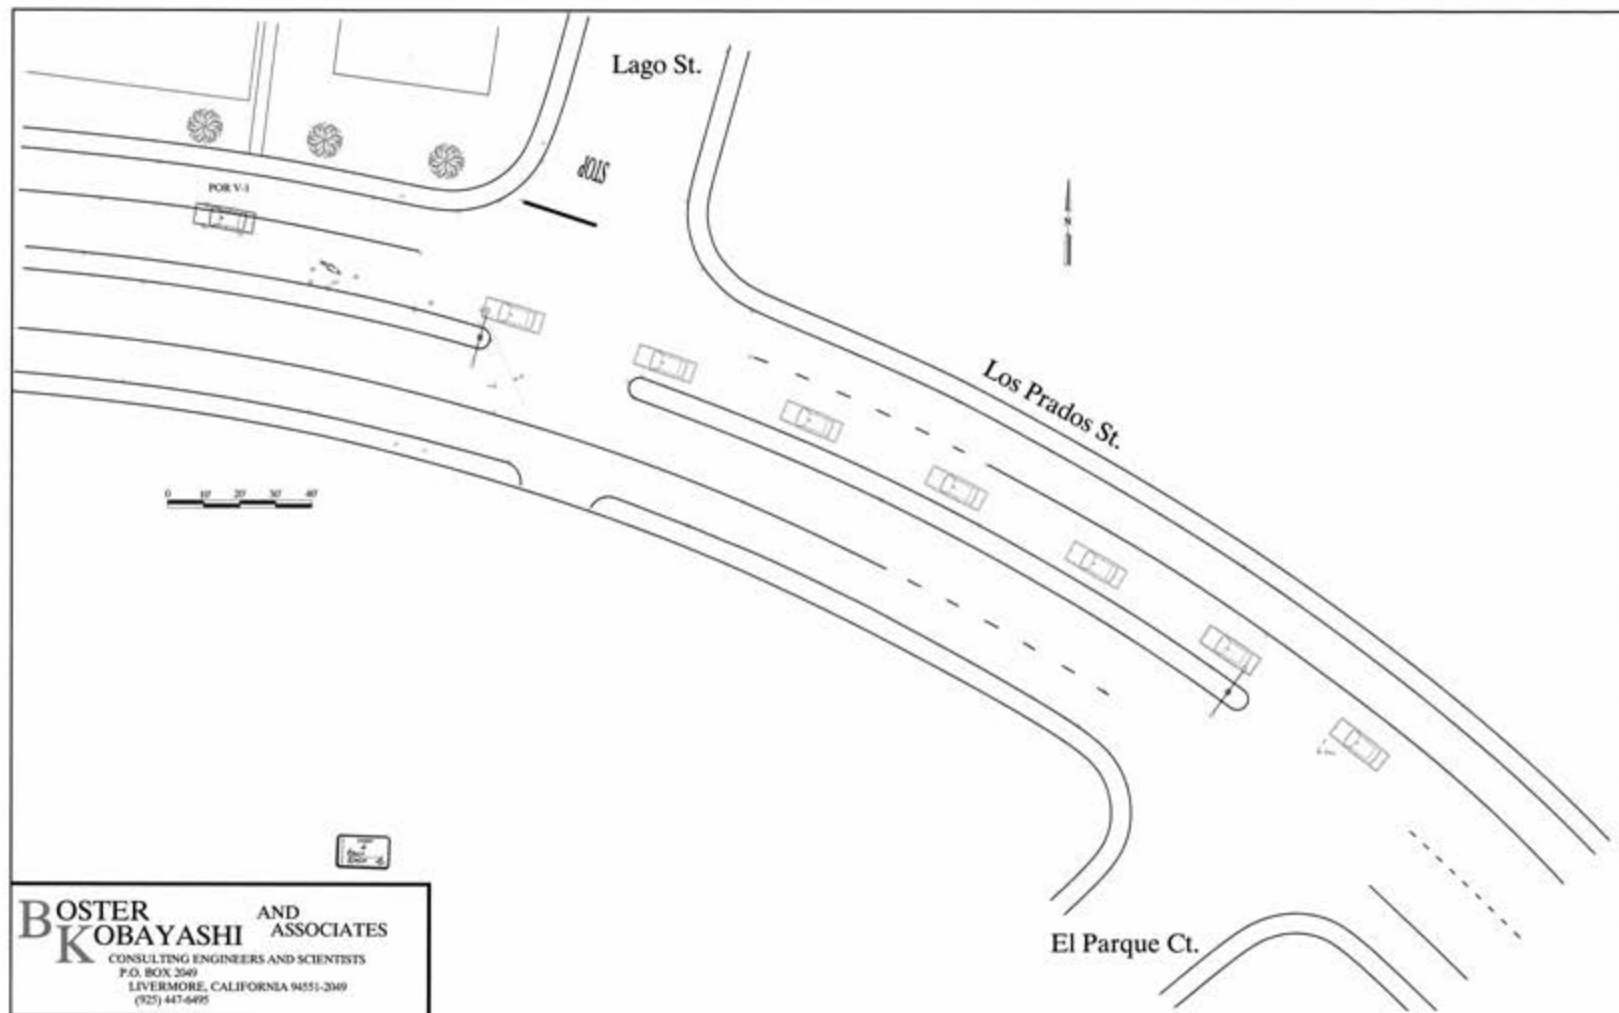 Lago St.
STOP
POR V-1
N
Los Prados St.
0 10' 20' 30' 40'
El Parque Ct.
BOSTER AND
KOBAYASHI ASSOCIATES
CONSULTING ENGINEERS AND SCIENTISTS
P.O. BOX 2049
LIVERMORE, CALIFORNIA 94551-2049
(925) 447-6495